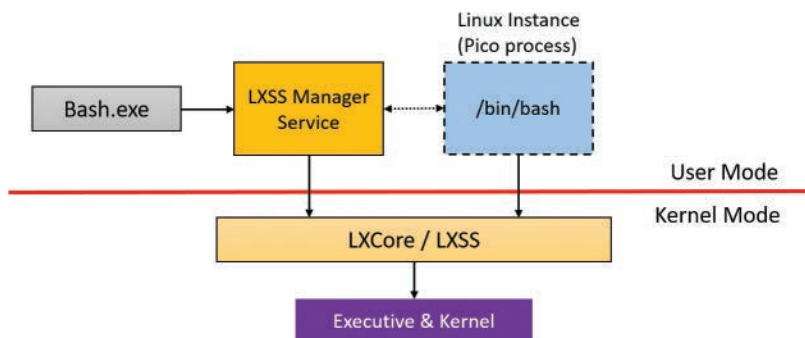 Linux Instance
(Pico process)
Bash.exe
LXSS Manager
Service
/bin/bash
User Mode
Kernel Mode
LXCore / LXSS
Executive & Kernel